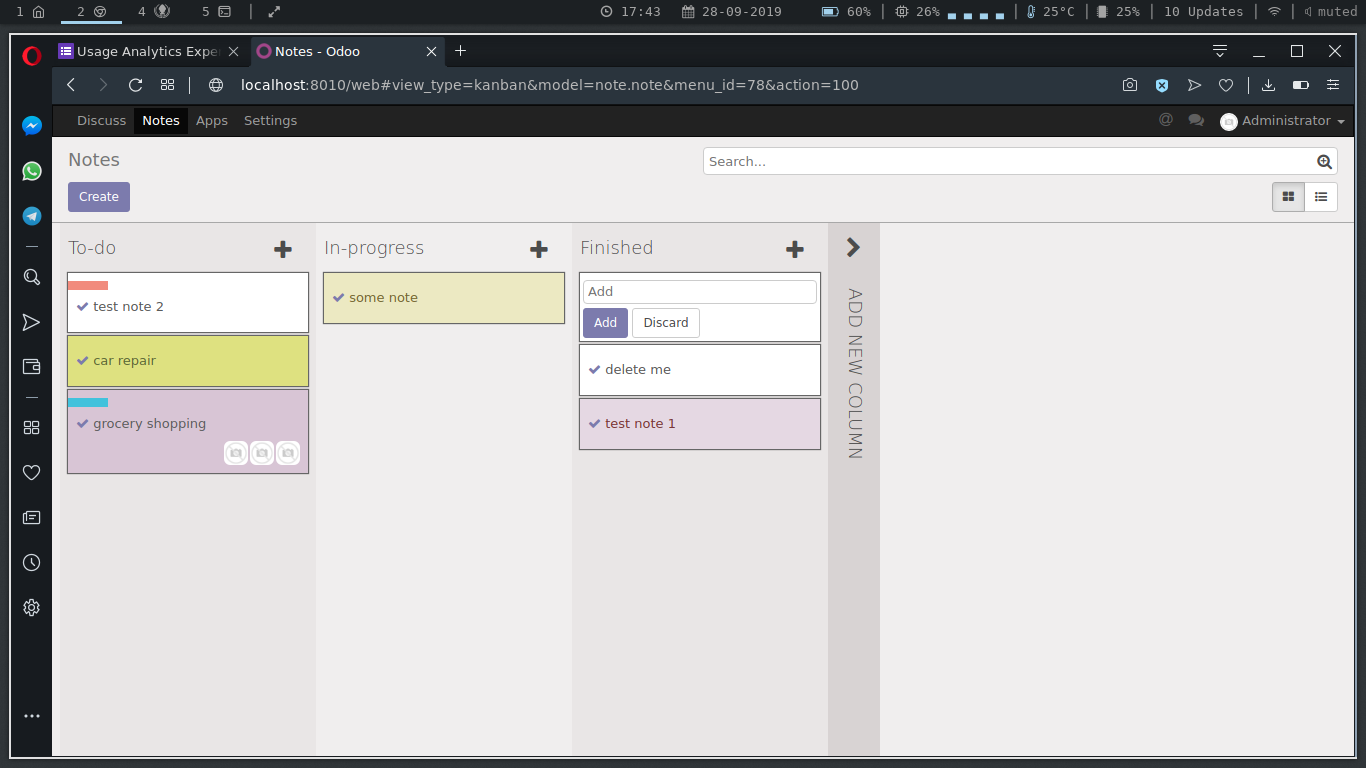 1 2 4 5 17:43 28-09-2019 60% 26% 25°C 25% 10 Updates muted
Usage Analytics Expe Notes - Odoo
localhost:8010/web#view_type=kanban&model=note.note&menu_id=78&action=100
Discuss Notes Apps Settings @ Administrator
Notes Search...
Create
To-do In-progress Finished
test note 2
car repair
grocery shopping
some note
Add
Add Discard
delete me
test note 1
ADD NEW COLUMN